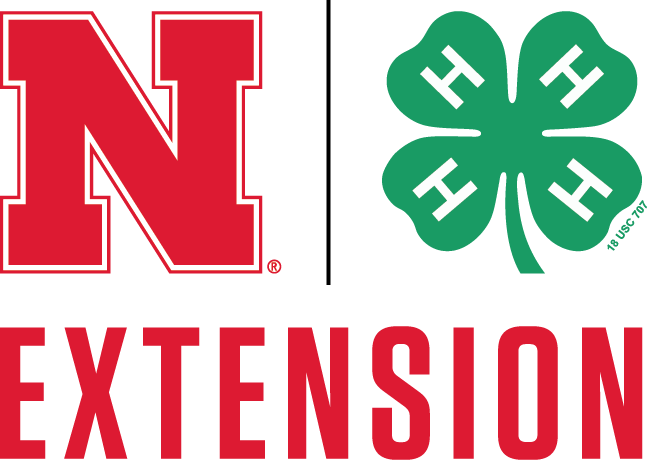 N ®
H H
H H
18 USC 707
EXTENSION